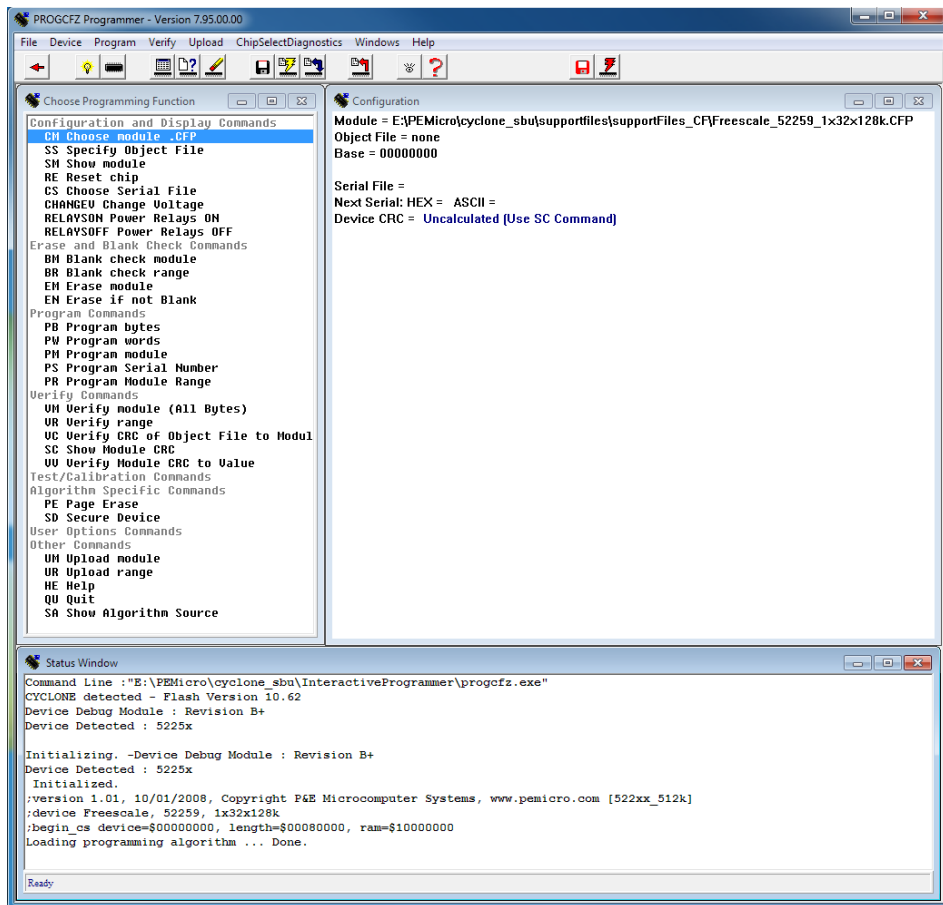 PROGCFZ Programmer - Version 7.95.00.00
File Device Program Verify Upload ChipSelectDiagnostics Windows Help
Choose Programming Function
Configuration and Display Commands
CM Choose module .CFP
SS Specify Object File
SM Show module
RE Reset chip
CS Choose Serial File
CHANGEV Change Voltage
RELAYSON Power Relays ON
RELAYSOFF Power Relays OFF
Erase and Blank Check Commands
BM Blank check module
BR Blank check range
EM Erase module
EN Erase if not Blank
Program Commands
PB Program bytes
PW Program words
PM Program module
PS Program Serial Number
PR Program Module Range
Verify Commands
VM Verify module (All Bytes)
VR Verify range
VC Verify CRC of Object File to Modul
SC Show Module CRC
VV Verify Module CRC to Value
Test/Calibration Commands
Algorithm Specific Commands
PE Page Erase
SD Secure Device
User Options Commands
Other Commands
UM Upload module
UR Upload range
HE Help
QU Quit
SA Show Algorithm Source
Configuration
Module = E:\PEMicro\cyclone_sbu\supportfiles\supportFiles_CF\Freescale_52259_1x32x128k.CFP
Object File = none
Base = 00000000
Serial File =
Next Serial: HEX = ASCII =
Device CRC = Uncalculated (Use SC Command)
Status Window
Command Line :"E:\PEMicro\cyclone_sbu\InteractiveProgrammer\progcfz.exe"
CYCLONE detected - Flash Version 10.62
Device Debug Module : Revision B+
Device Detected : 5225x
Initializing. -Device Debug Module : Revision B+
Device Detected : 5225x
Initialized.
;version 1.01, 10/01/2008, Copyright P&E Microcomputer Systems, www.pemicro.com [522xx_512k]
;device Freescale, 52259, 1x32x128k
;begin_cs device=$00000000, length=$00080000, ram=$10000000
Loading programming algorithm ... Done.
Ready